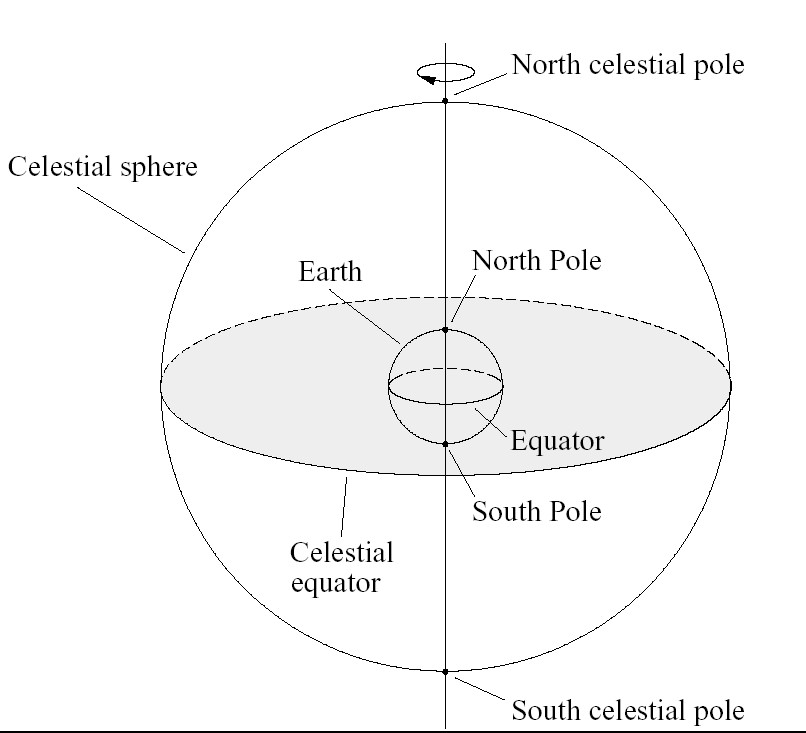 North celestial pole
Celestial sphere
North Pole
Earth
Equator
South Pole
Celestial
equator
South celestial pole